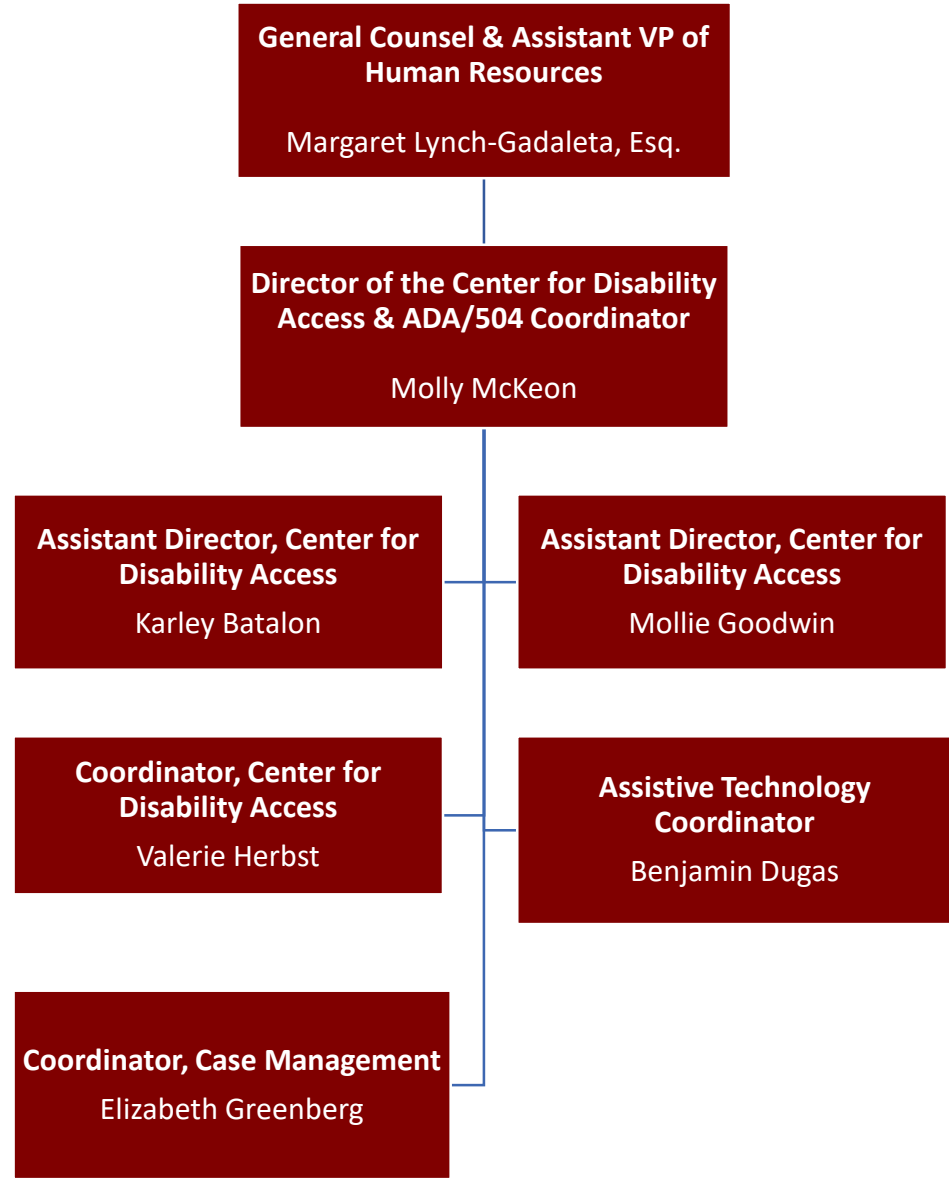 General Counsel & Assistant VP of
Human Resources
Margaret Lynch-Gadaleta, Esq.
Director of the Center for Disability
Access & ADA/504 Coordinator
Molly McKeon
Assistant Director, Center for
Disability Access
Karley Batalon
Assistant Director, Center for
Disability Access
Mollie Goodwin
Coordinator, Center for
Disability Access
Valerie Herbst
Assistive Technology
Coordinator
Benjamin Dugas
Coordinator, Case Management
Elizabeth Greenberg